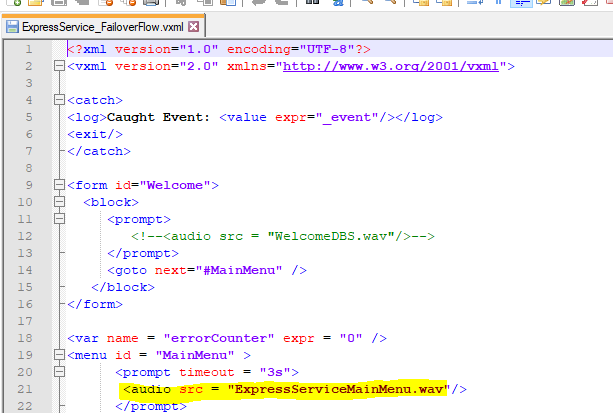 ExpressService_FailoverFlow.vxml
1 <?xml version="1.0" encoding="UTF-8"?>
2 <vxml version="2.0" xmlns="http://www.w3.org/2001/vxml">
3
4 <catch>
5 <log>Caught Event: <value expr="_event"/></log>
6 <exit/>
7 </catch>
8
9 <form id="Welcome">
10 <block>
11 <prompt>
12 <!--<audio src = "WelcomeDBS.wav"/>-->
13 </prompt>
14 <goto next="#MainMenu" />
15 </block>
16 </form>
17
18 <var name = "errorCounter" expr = "0" />
19 <menu id = "MainMenu" >
20 <prompt timeout = "3s">
21 <audio src = "ExpressServiceMainMenu.wav"/>
22 </prompt>